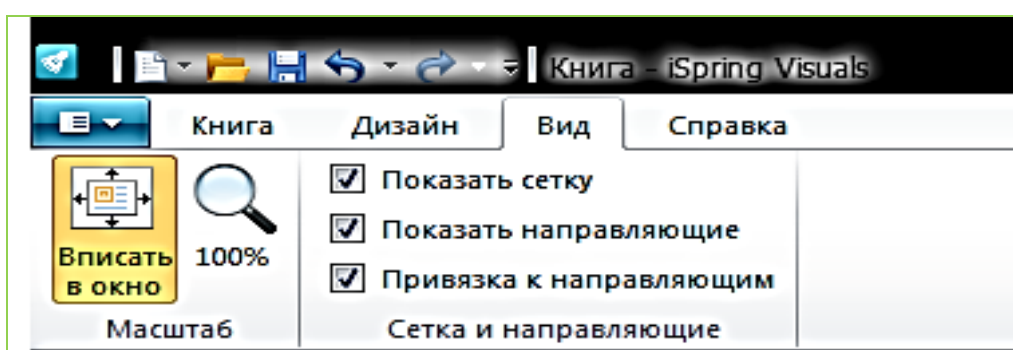 Книга - iSpring Visuals
Книга Дизайн Вид Справка
Показать сетку
Показать направляющие
Вписать в окно
100%
Привязка к направляющим
Масштаб
Сетка и направляющие